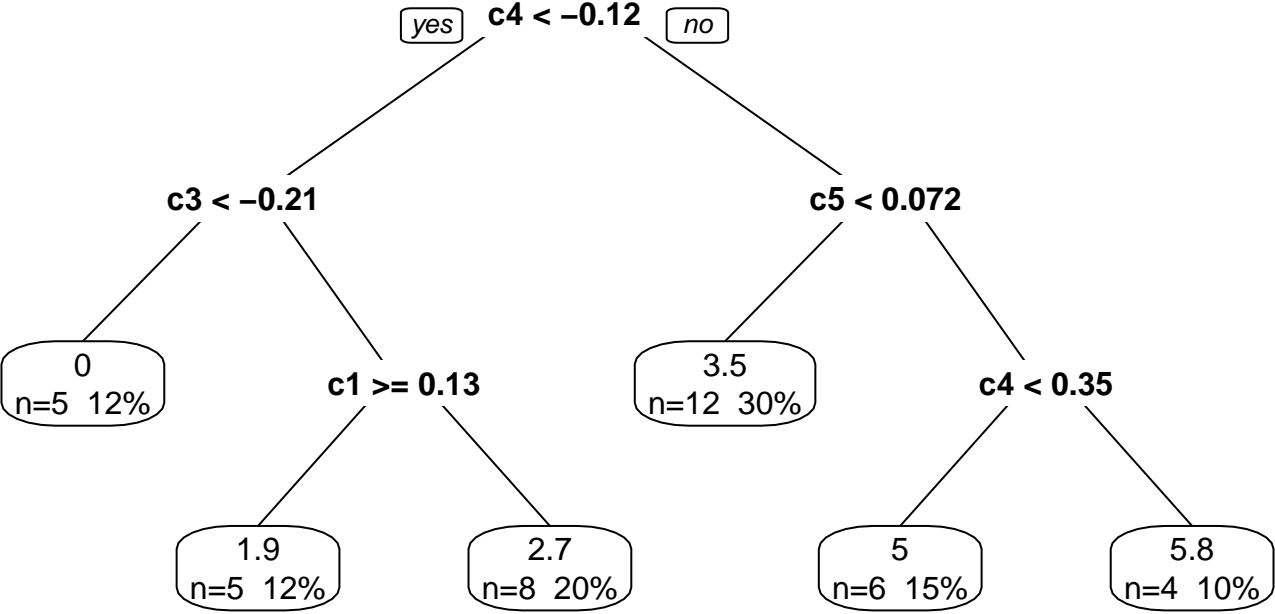 yes c4 < −0.12 no
c3 < −0.21 c5 < 0.072
0
n=5 12%
c1 >= 0.13
3.5
n=12 30%
c4 < 0.35
1.9
n=5 12%
2.7
n=8 20%
5
n=6 15%
5.8
n=4 10%